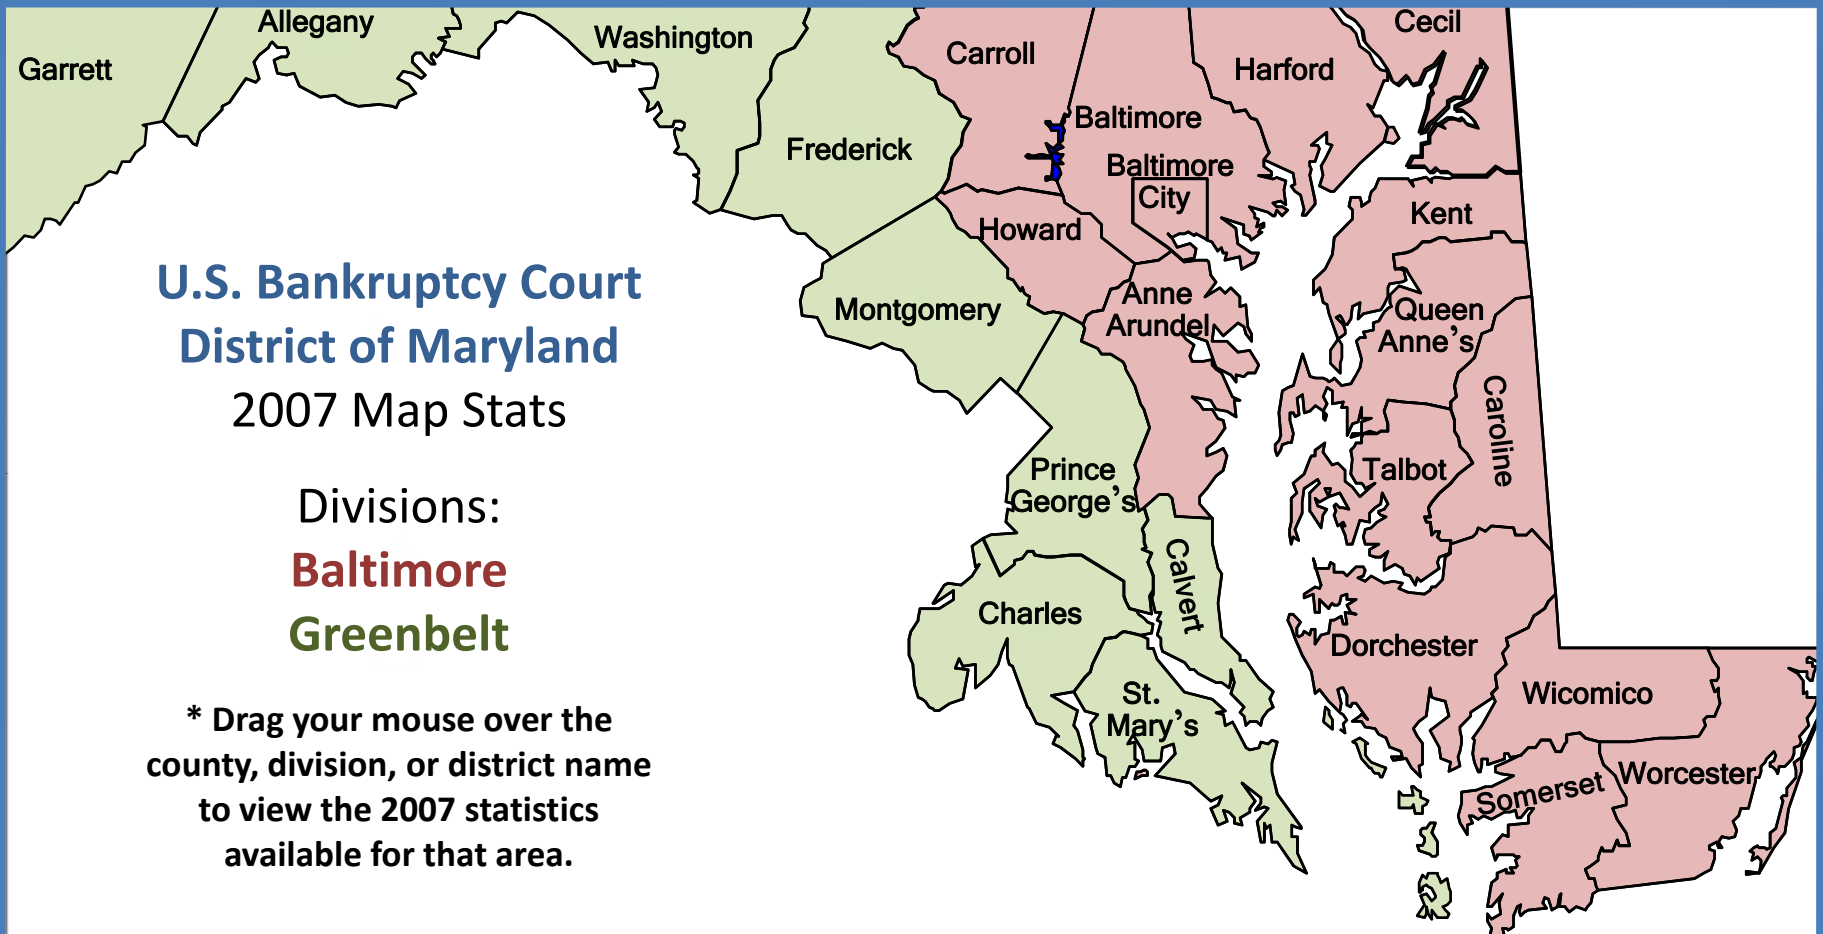 Allegany
Washington
Garrett
Carroll
Cecil
Harford
Baltimore
Frederick
Baltimore
City
Howard
Kent
Montgomery
Anne
Arundel
Queen
Anne's
Caroline
Talbot
Prince
George's
Calvert
Charles
Dorchester
St.
Mary's
Wicomico
Somerset
Worcester
U.S. Bankruptcy Court
District of Maryland
2007 Map Stats
Divisions:
Baltimore
Greenbelt
* Drag your mouse over the
county, division, or district name
to view the 2007 statistics
available for that area.